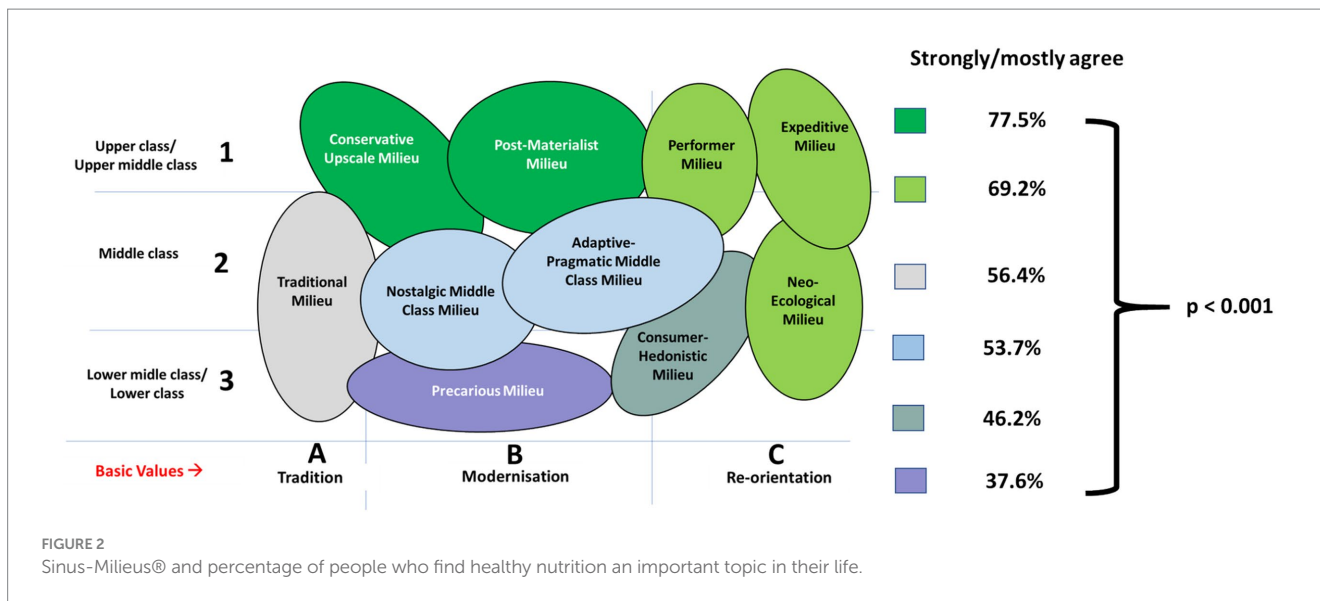 Strongly/mostly agree
Upper class/
Upper middle class
1
Conservative
Upscale Milieu
Post-Materialist
Milieu
Performer
Milieu
Expeditive
Milieu
77.5%
69.2%
Middle class
2
Traditional
Milieu
Nostalgic Middle
Class Milieu
Adaptive-
Pragmatic Middle
Class Milieu
Neo-
Ecological
Milieu
56.4%
53.7%
p < 0.001
Lower midle class/
Lower class
3
Precarious Milieu
Consumer-
Hedonistic
Milieu
46.2%
37.6%
Basic Values →
A
Tradition
B
Modernisation
C
Re-orientation
FIGURE 2
Sinus-Milieus® and percentage of people who find healthy nutrition an important topic in their life.